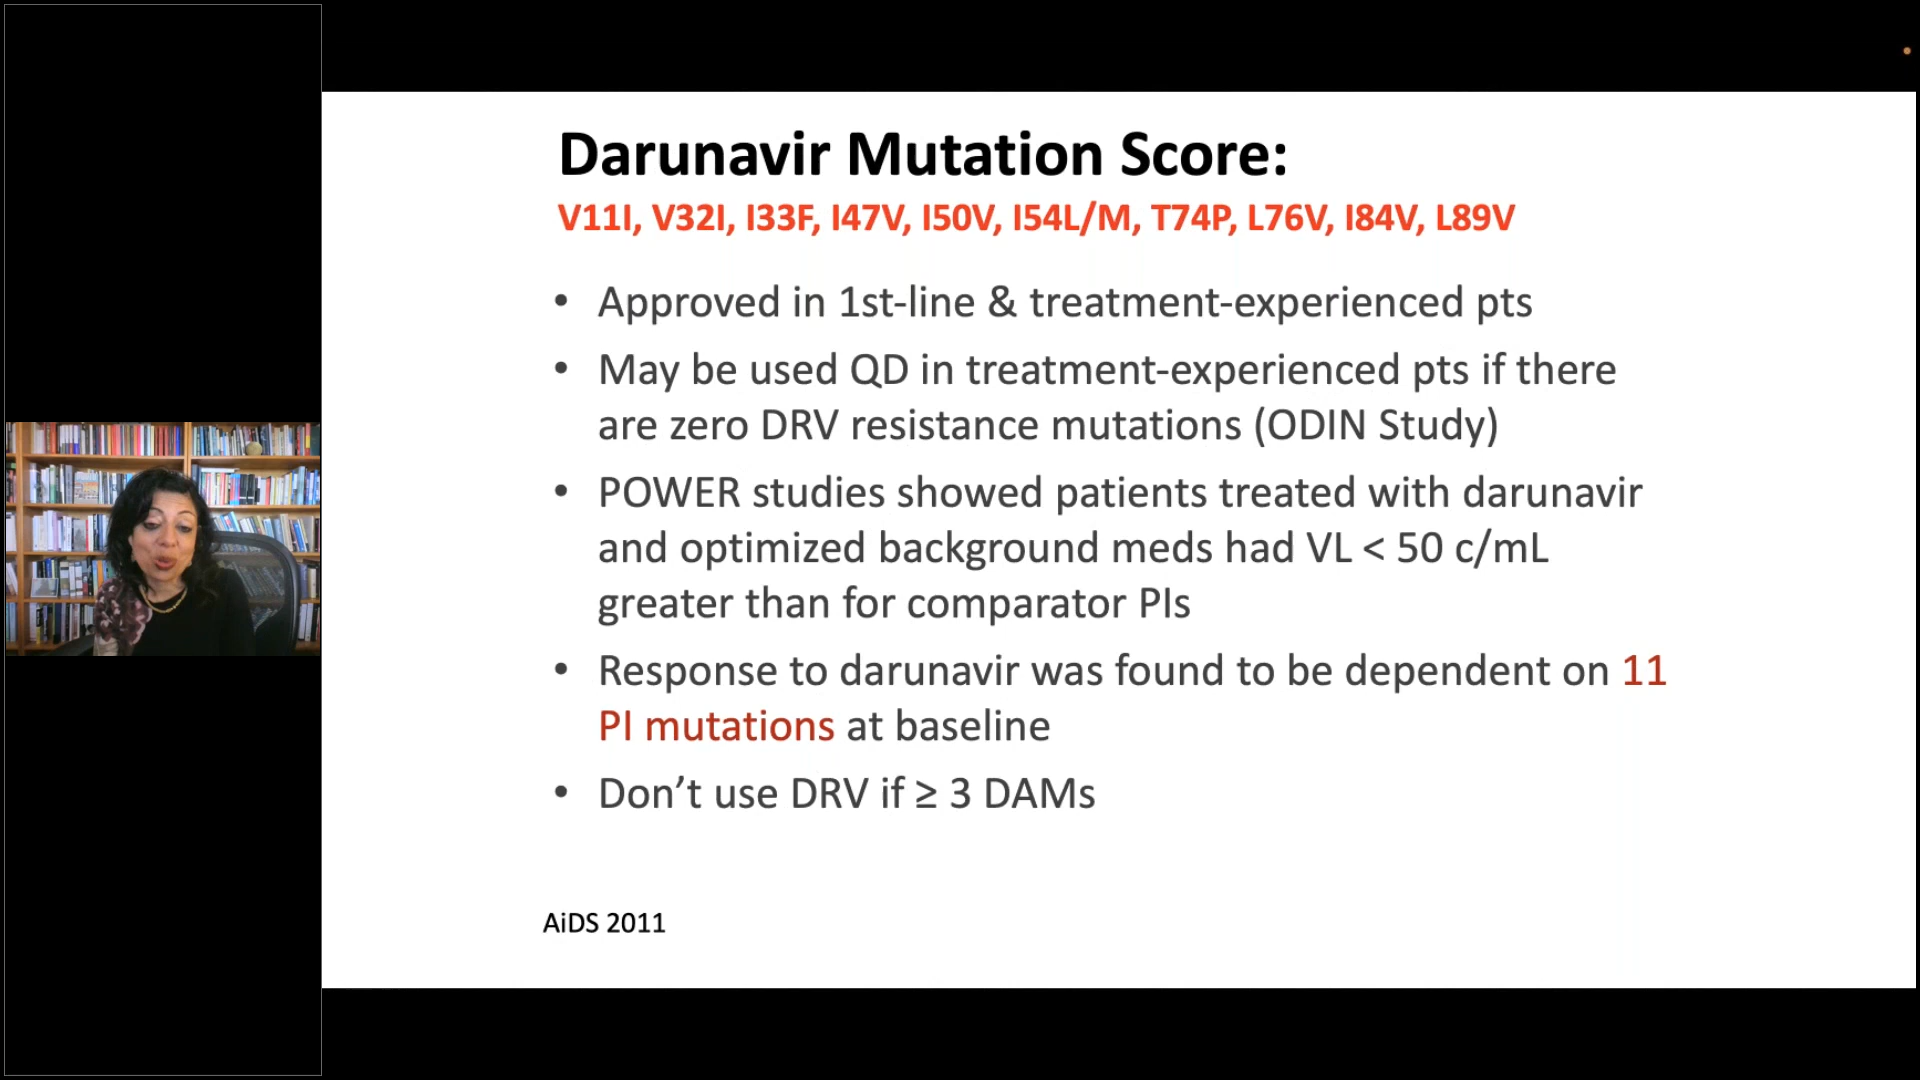 Darunavir Mutation Score:
V11I, V32I, I33F, I47V, I50V, I54L/M, T74P, L76V, I84V, L89V
• Approved in 1st-line & treatment-experienced pts
• May be used QD in treatment-experienced pts if there
are zero DRV resistance mutations (ODIN Study)
• POWER studies showed patients treated with darunavir
and optimized background meds had VL < 50 c/mL
greater than for comparator PIs
• Response to darunavir was found to be dependent on 11
PI mutations at baseline
• Don’t use DRV if ≥ 3 DAMs
AiDS 2011